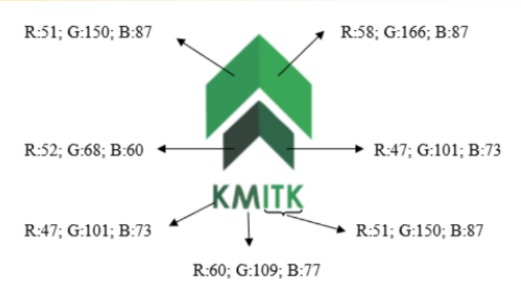 R:51; G:150; B:87
R:58; G:166; B:87
R:52; G:68; B:60
R:47; G:101; B:73
KMITK
R:47; G:101; B:73
R:51; G:150; B:87
R:60; G:109; B:77